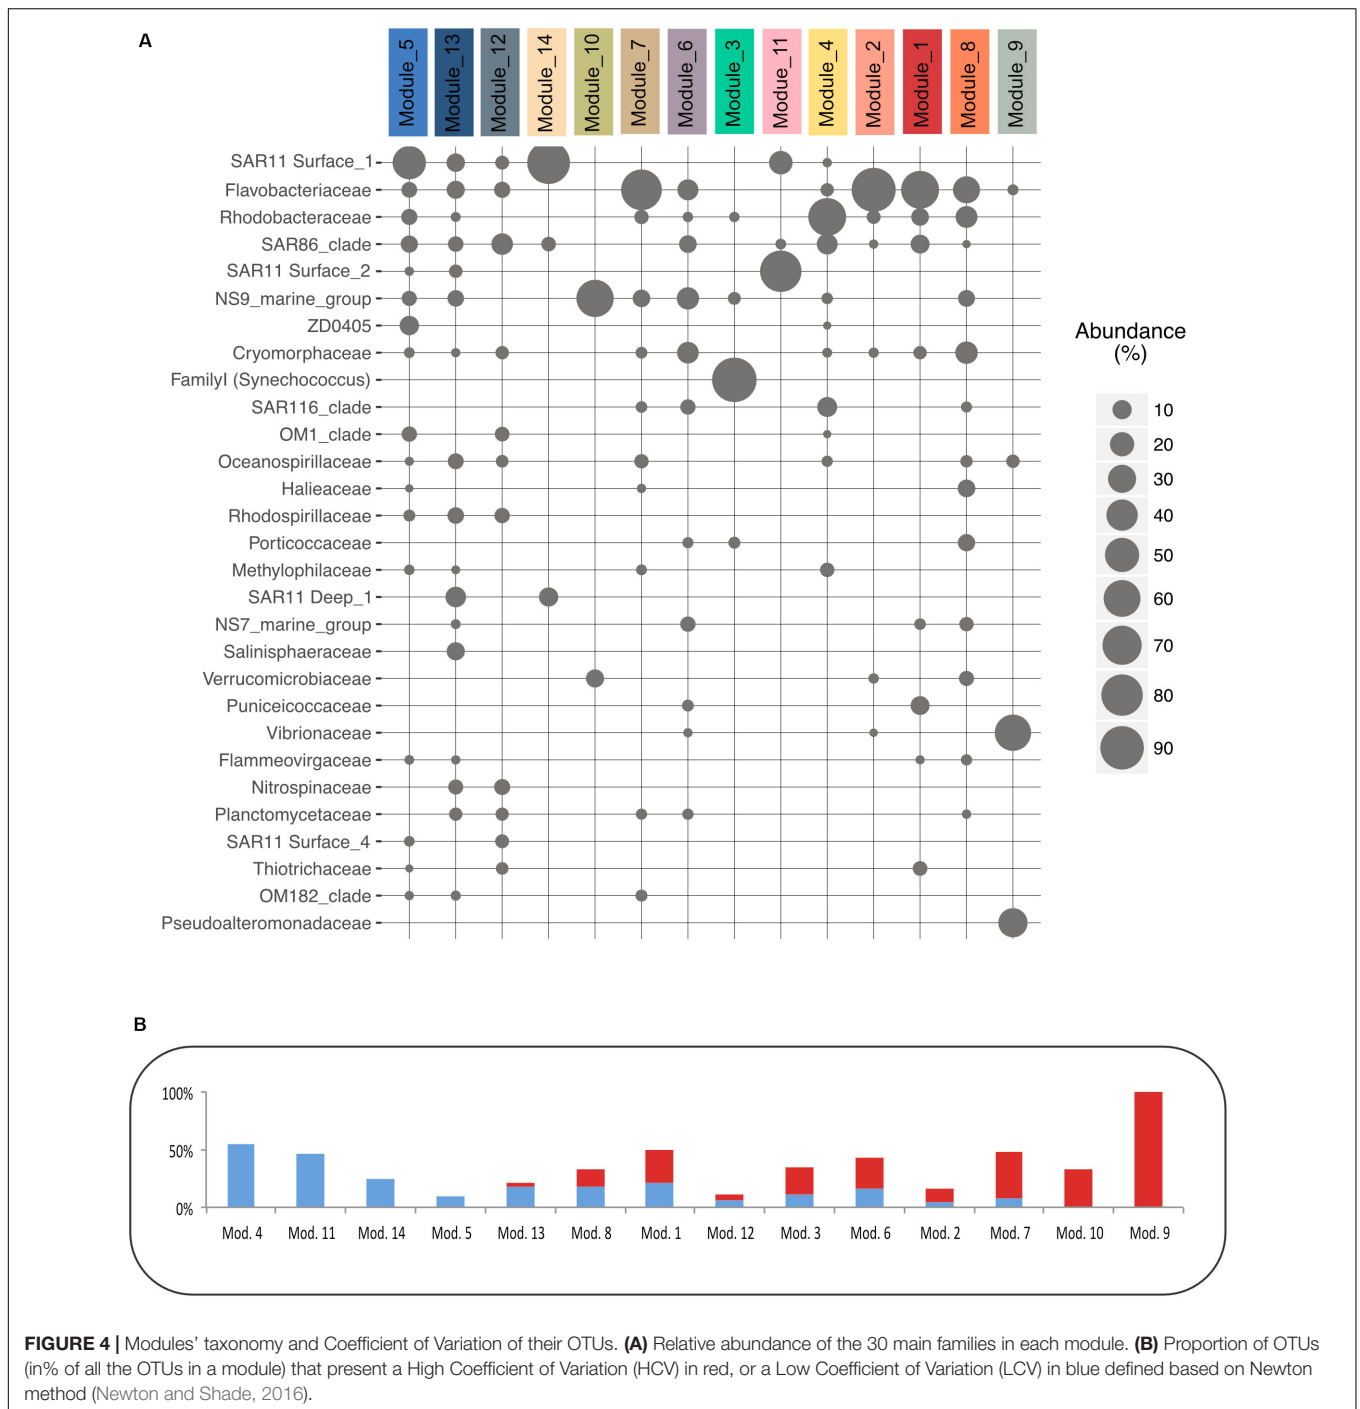 A
Module_5 Module_13 Module_12 Module_14 Module_10 Module_7 Module_6 Module_3 Module_11 Module_4 Module_2 Module_1 Module_8 Module_9
SAR11 Surface_1
Flavobacteriaceae
Rhodobacteraceae
SAR86_clade
SAR11 Surface_2
NS9_marine_group
ZD0405
Cryomorphaceae
FamilyI (Synechococcus)
SAR116_clade
OM1_clade
Oceanospirillaceae
Halieaceae
Rhodospirillaceae
Porticoccaceae
Methylophilaceae
SAR11 Deep_1
NS7_marine_group
Salinisphaeraceae
Verrucomicrobiaceae
Puniceicoccaceae
Vibrionaceae
Flammeovirgaceae
Nitrospinaceae
Planctomycetaceae
SAR11 Surface_4
Thiotrichaceae
OM182_clade
Pseudoalteromonadaceae
Abundance
(%)
10
20
30
40
50
60
70
80
90
B
100%
50%
0%
Mod. 4 Mod. 11 Mod. 14 Mod. 5 Mod. 13 Mod. 8 Mod. 1 Mod. 12 Mod. 3 Mod. 6 Mod. 2 Mod. 7 Mod. 10 Mod. 9
FIGURE 4 | Modules' taxonomy and Coefficient of Variation of their OTUs. (A) Relative abundance of the 30 main families in each module. (B) Proportion of OTUs
(in% of all the OTUs in a module) that present a High Coefficient of Variation (HCV) in red, or a Low Coefficient of Variation (LCV) in blue defined based on Newton
method (Newton and Shade, 2016).